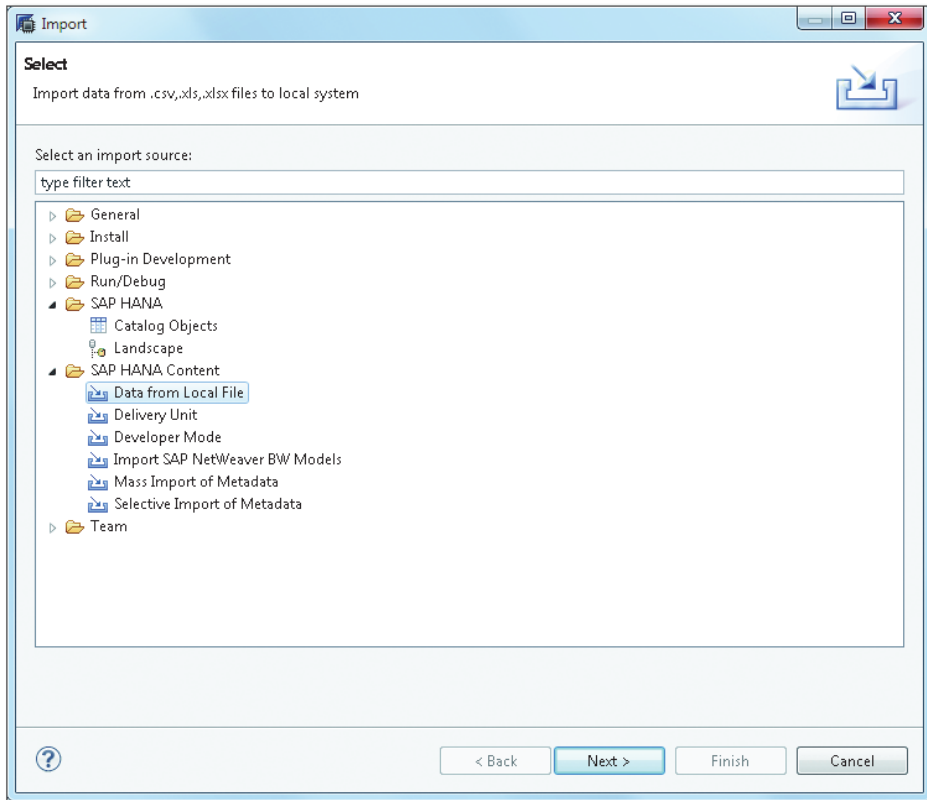 Import
Select
Import data from .csv,.xls,.xlsx files to local system
Select an import source:
type filter text
General
Install
Plug-in Development
Run/Debug
SAP HANA
Catalog Objects
Landscape
SAP HANA Content
Data from Local File
Delivery Unit
Developer Mode
Import SAP NetWeaver BW Models
Mass Import of Metadata
Selective Import of Metadata
Team
?
< Back Next > Finish Cancel